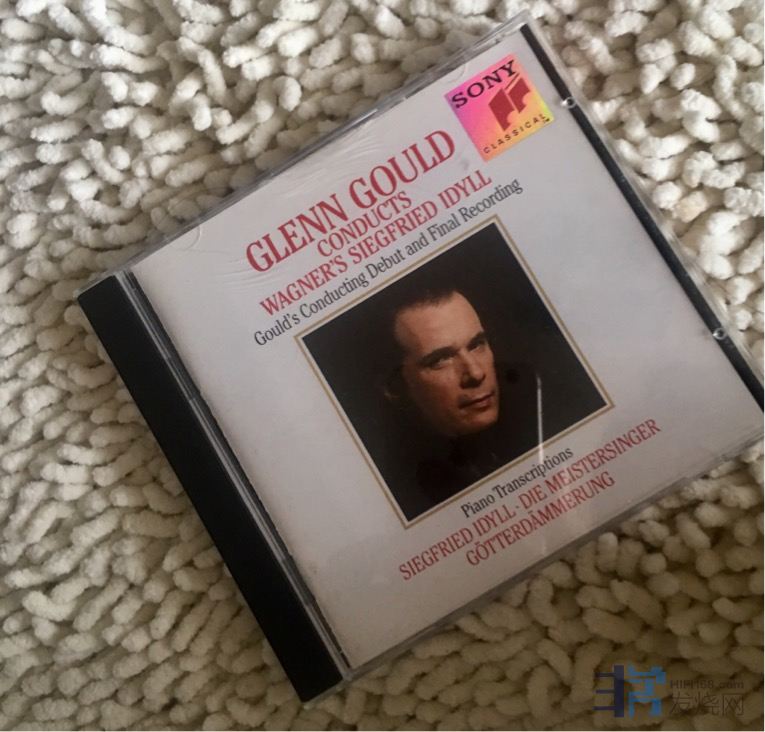 SONY
CLASSICAL
GLENN GOULD
CONDUCTS
WAGNER'S SIEGFRIED IDYLL
Gould's Conducting Debut and Final Recording
Piano Transcriptions
SIEGFRIED IDYLL · DIE MEISTERSINGER
GÖTTERDÄMMERUNG
HIFI168.com
发烧网